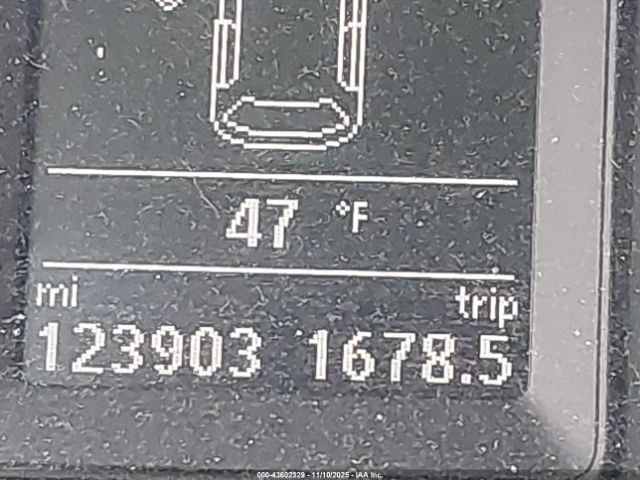 47 °F
mi trip
123903 1678.5
000-43602329 - 11/10/2025 - IAA Inc.